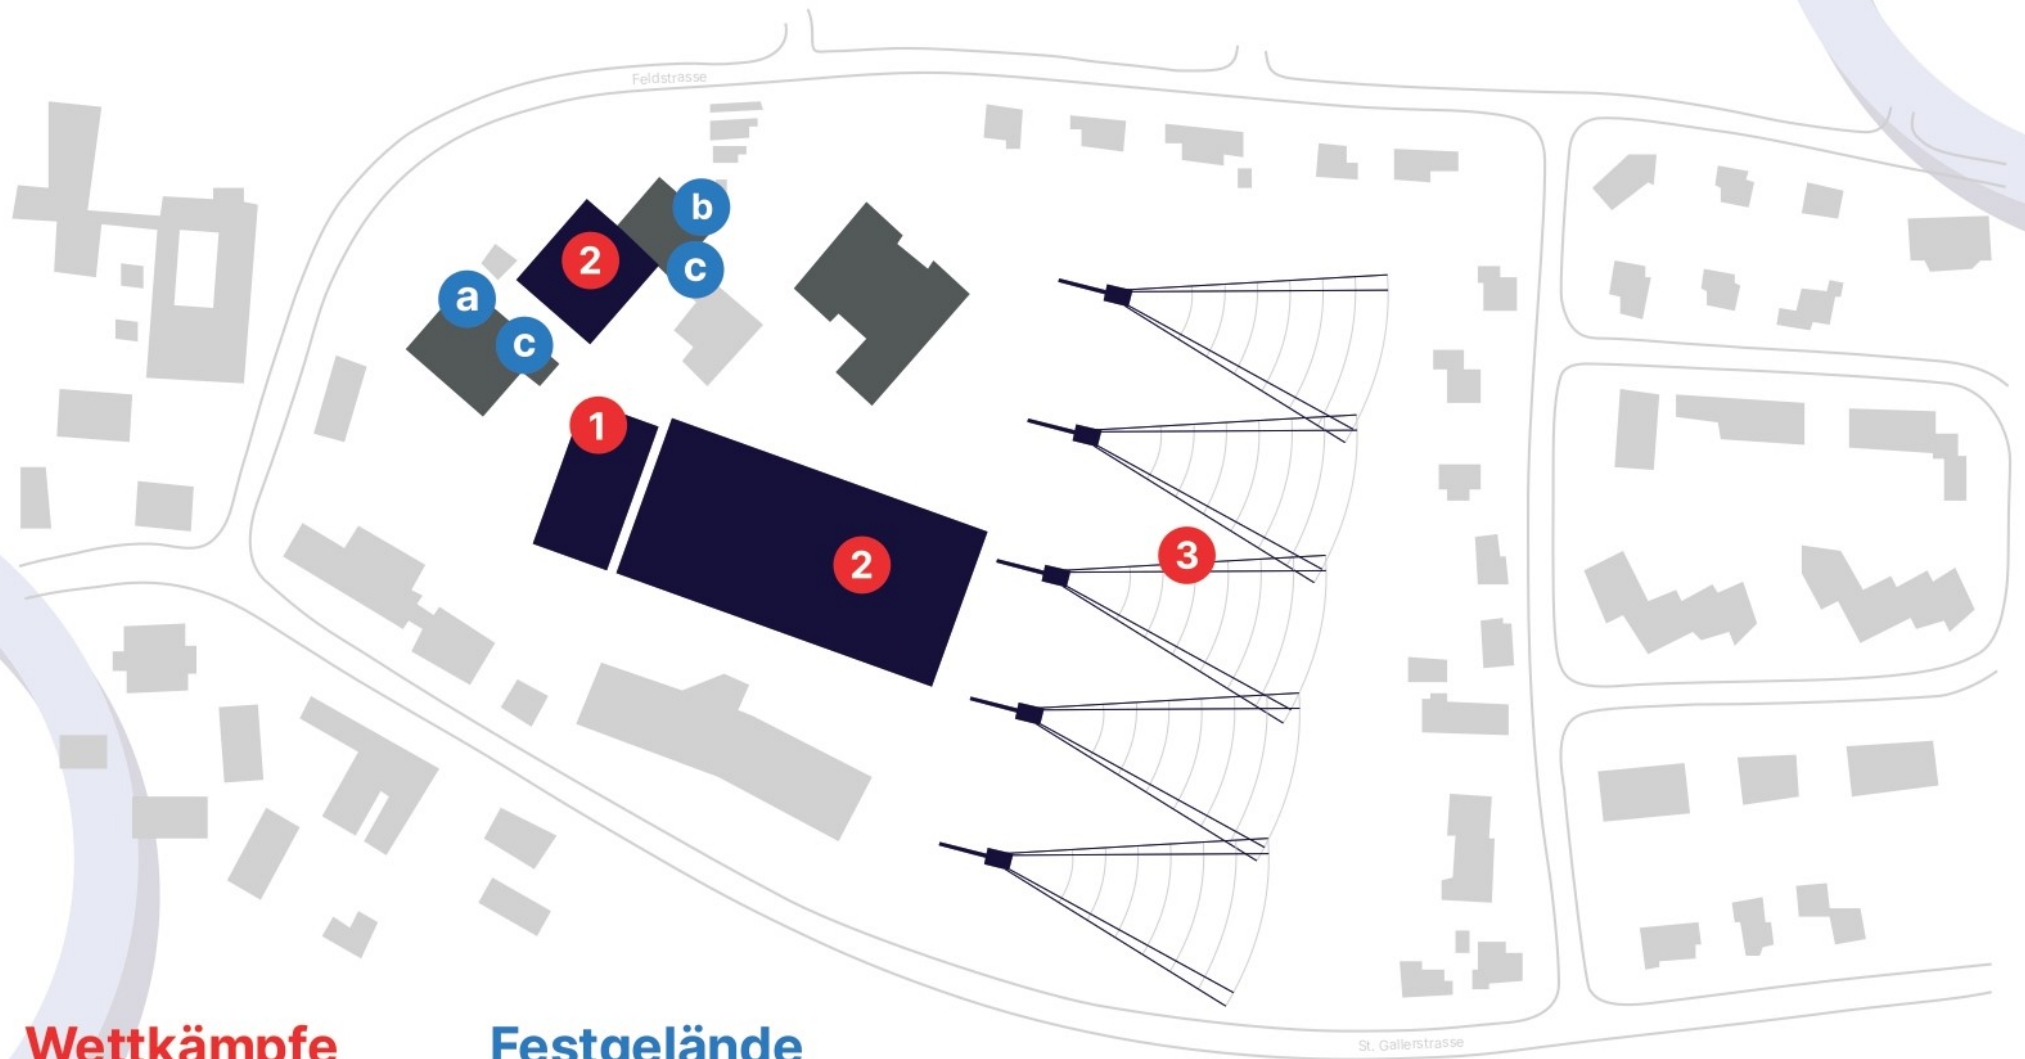 Feldstrasse
b
2
c
a
c
1
3
2
Wettkämpfe
Festgelände
St. Gallerstrasse